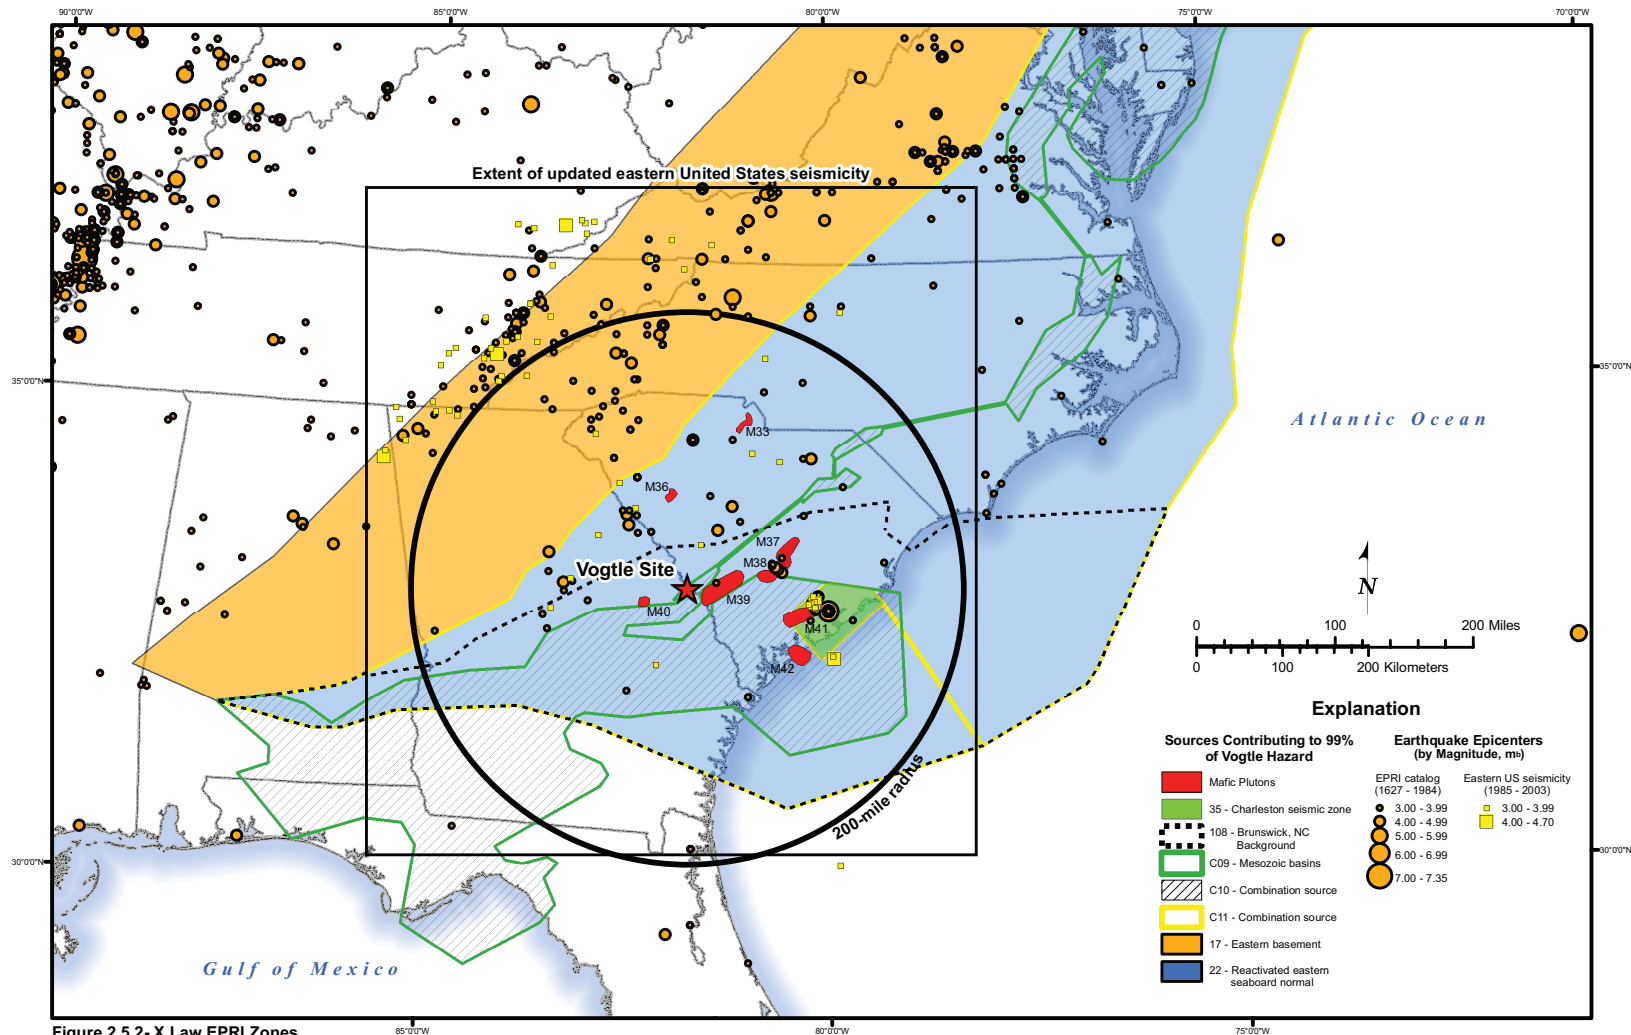 90°0'0"W
85°0'0"W
80°0'0"W
75°0'0"W
70°0'0"W
Extent of updated eastern United States seismicity
35°0'0"N
35°0'0"N
Atlantic Ocean
M33
M36
M37
M38
Vogtle Site
M39
M40
M41
M42
N
0 100 200 Miles
0 100 200 Kilometers
200-mile radius
30°0'0"N
30°0'0"N
Gulf of Mexico
Explanation
Sources Contributing to 99%
of Vogtle Hazard
Mafic Plutons
35 - Charleston seismic zone
108 - Brunswick, NC
Background
C09 - Mesozoic basins
C10 - Combination source
C11 - Combination source
17 - Eastern basement
22 - Reactivated eastern
seaboard normal
Earthquake Epicenters
(by Magnitude, mb)
EPRI catalog
(1627 - 1984)
3.00 - 3.99
4.00 - 4.99
5.00 - 5.99
6.00 - 6.99
7.00 - 7.35
Eastern US seismicity
(1985 - 2003)
3.00 - 3.99
4.00 - 4.70
85°0'0"W
80°0'0"W
75°0'0"W
Figure 2.5.2- X Law EPRI Zones